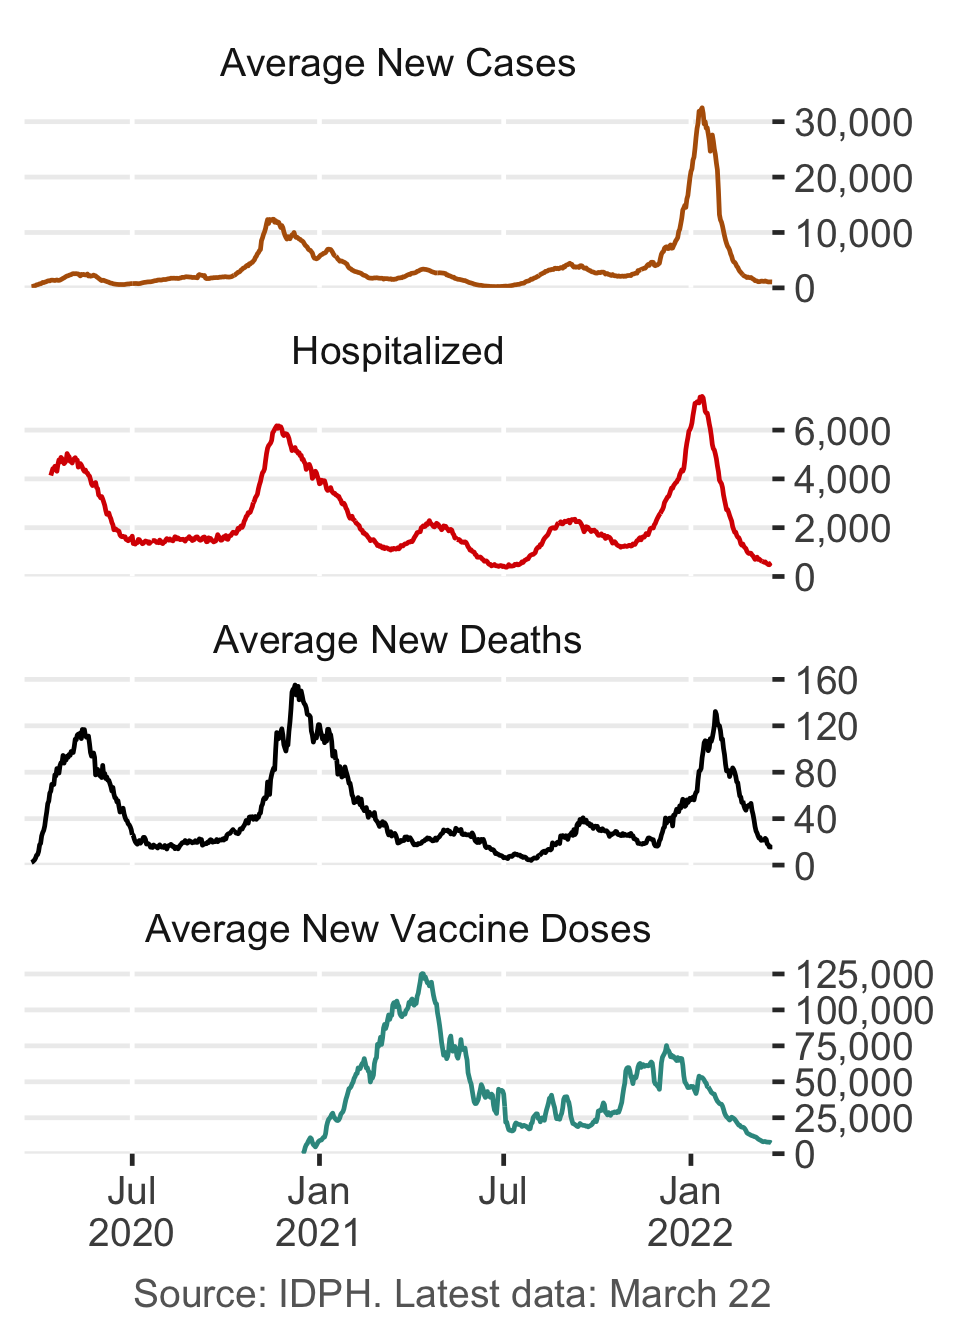 Average New Cases
30,000
20,000
10,000
0
Hospitalized
6,000
4,000
2,000
0
Average New Deaths
160
120
80
40
0
Average New Vaccine Doses
125,000
100,000
75,000
50,000
25,000
0
Jul Jan Jul Jan
2020 2021 2022
Source: IDPH. Latest data: March 22